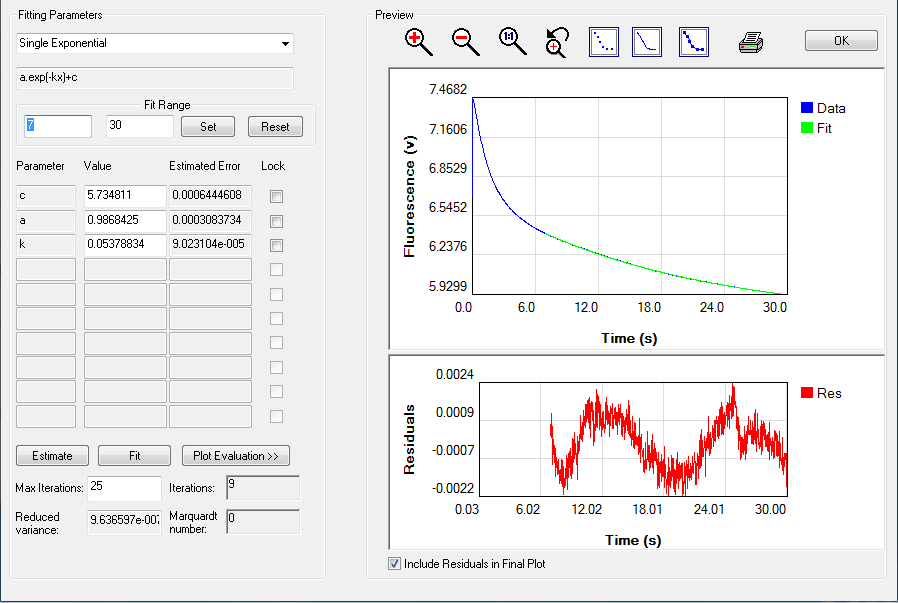 Fitting Parameters
Single Exponential
a.exp(-kx)+c
Fit Range
7 30 Set Reset
Parameter Value Estimated Error Lock
c 5.734811 0.0006444608
a 0.9868425 0.0003083734
k 0.05378834 9.023104e-005
Estimate Fit Plot Evaluation >>
Max Iterations: 25 Iterations: 9
Reduced variance: 9.636597e-007 Marquardt number: 0
Preview
1:1
OK
7.4682
7.1606
6.8529
6.5452
6.2376
5.9299
Fluorescence (v)
0.0 6.0 12.0 18.0 24.0 30.0
Time (s)
Data
Fit
0.0024
0.0009
-0.0007
-0.0022
Residuals
0.03 6.02 12.02 18.01 24.01 30.00
Time (s)
Res
Include Residuals in Final Plot